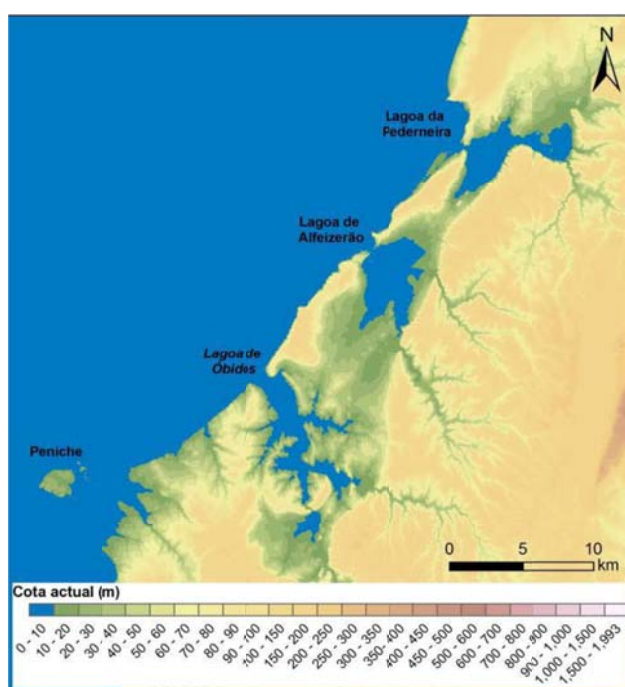 N
Lagoa da
Pederneira
Lagoa de
Alfeizerão
Lagoa de
Óbidos
Peniche
0 5 10
km
Cota actual (m)
0 - 10
10 - 20
20 - 30
30 - 40
40 - 50
50 - 60
60 - 70
70 - 80
80 - 90
90 - 100
100 - 150
150 - 200
200 - 250
250 - 300
300 - 350
350 - 400
400 - 450
450 - 500
500 - 600
600 - 700
700 - 800
800 - 900
900 - 1,000
1,000 - 1,500
1,500 - 1,993